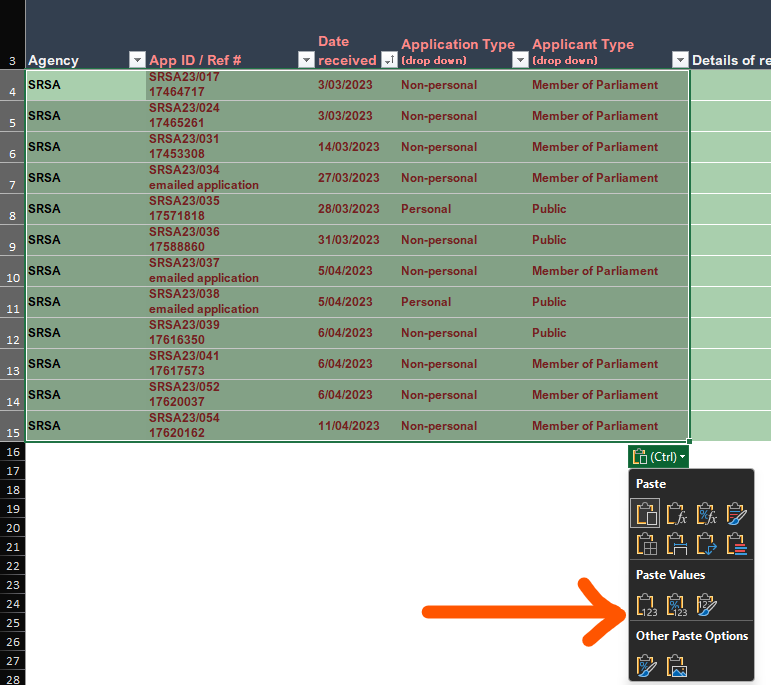 Date
Application Type Applicant Type
3 Agency App ID / Ref # received (drop down) (drop down) Details of re
4 SRSA SRSA23/017 3/03/2023 Non-personal Member of Parliament
17464717
5 SRSA SRSA23/024 3/03/2023 Non-personal Member of Parliament
17465261
6 SRSA SRSA23/031 14/03/2023 Non-personal Member of Parliament
17453308
7 SRSA SRSA23/034 27/03/2023 Non-personal Member of Parliament
emailed application
8 SRSA SRSA23/035 28/03/2023 Personal Public
17571818
9 SRSA SRSA23/036 31/03/2023 Non-personal Public
17588860
10 SRSA SRSA23/037 5/04/2023 Non-personal Member of Parliament
emailed application
11 SRSA SRSA23/038 5/04/2023 Personal Public
emailed application
12 SRSA SRSA23/039 6/04/2023 Non-personal Public
17616350
13 SRSA SRSA23/041 6/04/2023 Non-personal Member of Parliament
17617573
14 SRSA SRSA23/052 6/04/2023 Non-personal Member of Parliament
17620037
15 SRSA SRSA23/054 11/04/2023 Non-personal Member of Parliament
17620162
16 (Ctrl)
17
18 Paste
19
20 fx %fx
21
22
23 Paste Values
24
25 123 %123 12
26
27 Other Paste Options
28 %